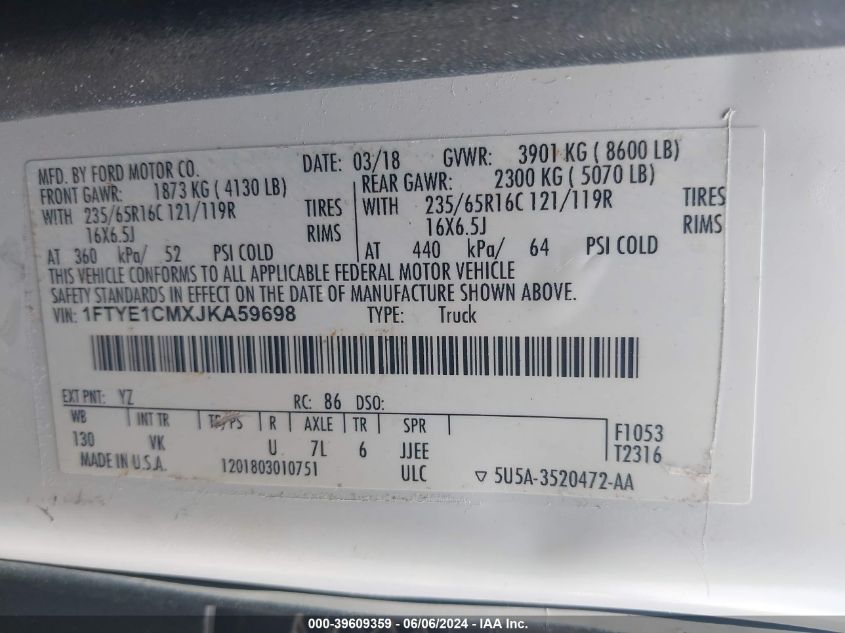 MFD. BY FORD MOTOR CO. DATE: 03/18 GVWR: 3901 KG ( 8600 LB)
FRONT GAWR: 1873 KG ( 4130 LB) REAR GAWR: 2300 KG ( 5070 LB)
WITH 235/65R16C 121/119R TIRES WITH 235/65R16C 121/119R TIRES
16X6.5J RIMS 16X6.5J RIMS
AT 360 kPa/ 52 PSI COLD AT 440 kPa/ 64 PSI COLD
THIS VEHICLE CONFORMS TO ALL APPLICABLE FEDERAL MOTOR VEHICLE
SAFETY STANDARDS IN EFFECT ON THE DATE OF MANUFACTURE SHOWN ABOVE.
VIN: 1FTYE1CMXJKA59698 TYPE: Truck
EXT PNT: YZ RC: 86 DSO:
WB INT TR TP/PS R AXLE TR SPR F1053
130 VK U 7L 6 JJEE T2316
MADE IN U.S.A. 1201803010751 ULC ▽ 5U5A-3520472-AA
000-39609359 - 06/06/2024 - IAA Inc.